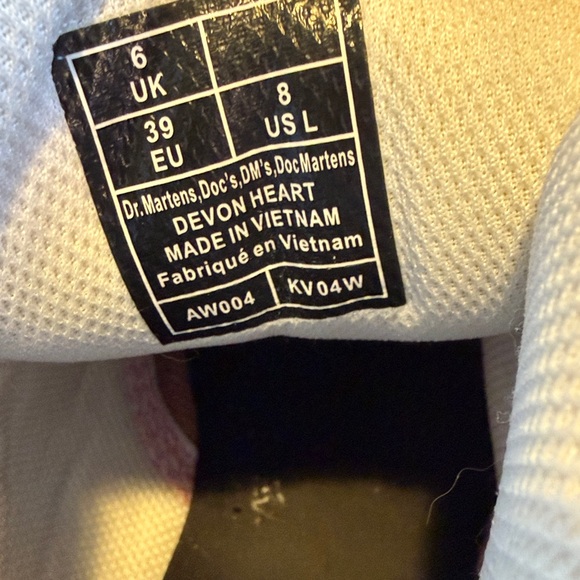 6
UK
39
EU
8
US L
Dr.Martens,Doc's,DM's,DocMartens
DEVON HEART
MADE IN VIETNAM
Fabriqué en Vietnam
AW004
KV04W